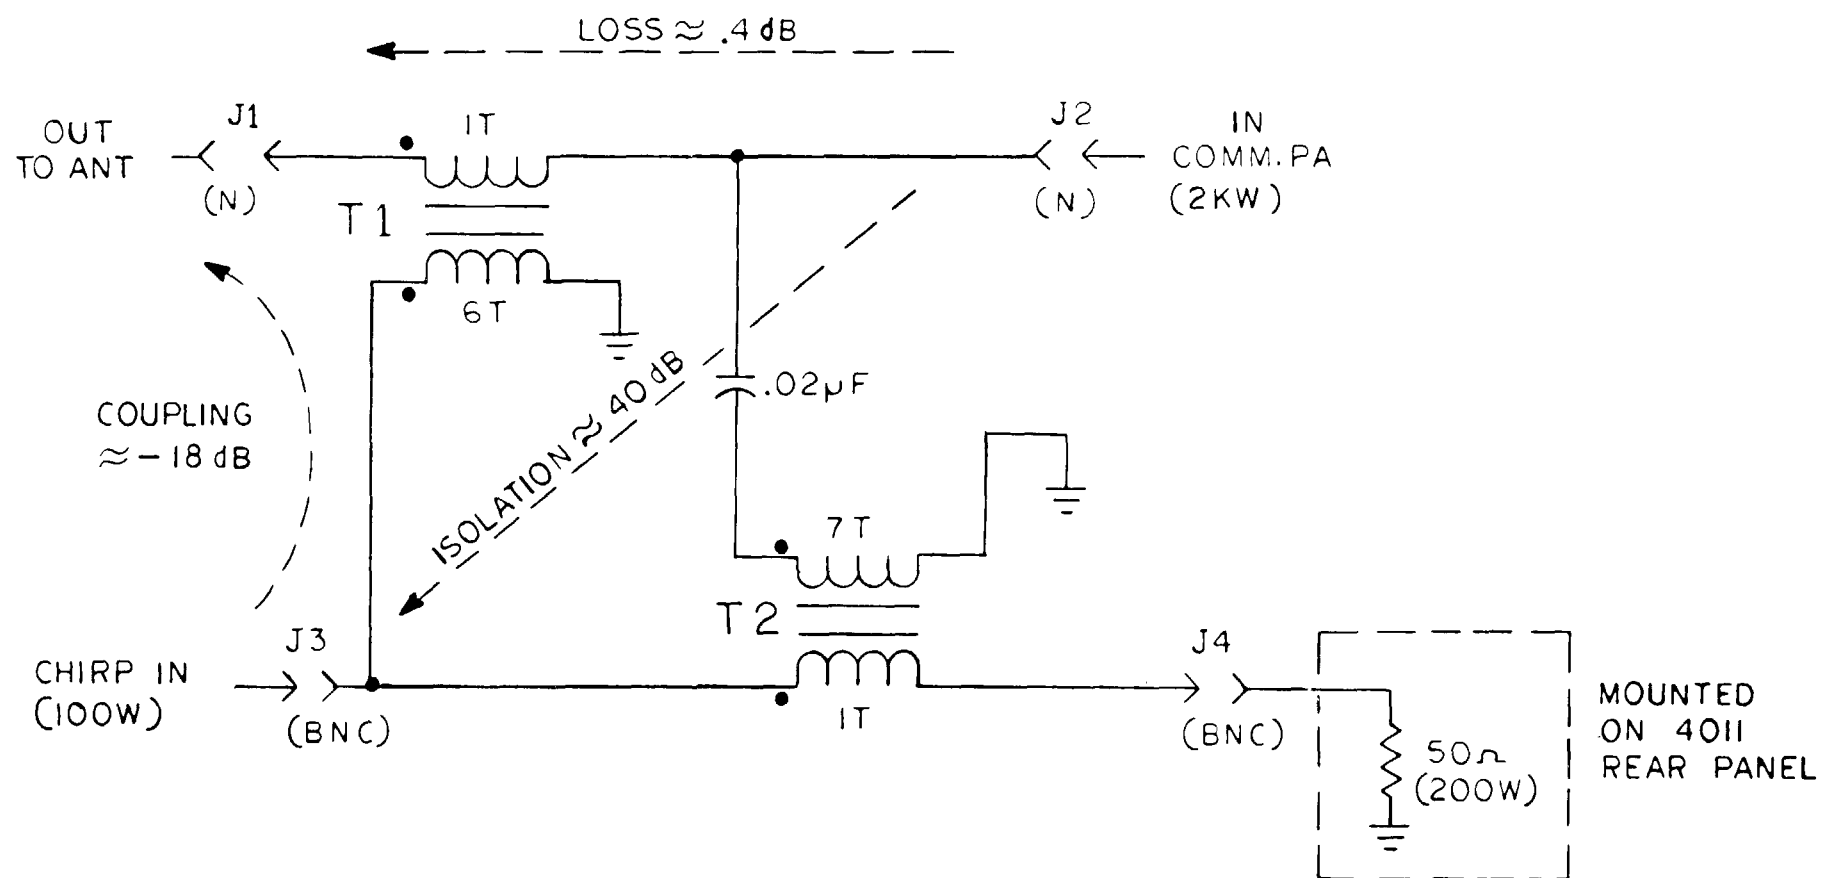 LOSS ≈ .4 dB
J1
1T
J2
IN
COMM. PA
(2KW)
OUT
TO ANT
(N)
T1
(N)
6T
.02µF
COUPLING
≈ -18 dB
ISOLATION ≈ 40 dB
7T
T2
J3
J4
CHIRP IN
(100W)
(BNC)
1T
(BNC)
50Ω
(200W)
MOUNTED
ON 4011
REAR PANEL